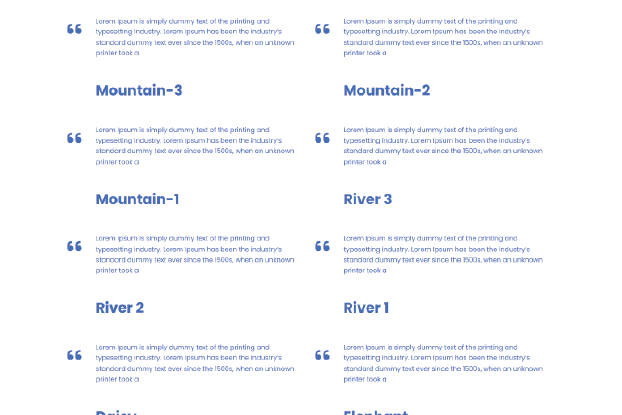 Lorem Ipsum is simply dummy text of the printing and
typesetting industry. Lorem Ipsum has been the industry's
standard dummy text ever since the 1500s, when an unknown
printer took a
Mountain-3
Lorem Ipsum is simply dummy text of the printing and
typesetting industry. Lorem Ipsum has been the industry's
standard dummy text ever since the 1500s, when an unknown
printer took a
Mountain-2
Lorem Ipsum is simply dummy text of the printing and
typesetting industry. Lorem Ipsum has been the industry's
standard dummy text ever since the 1500s, when an unknown
printer took a
Mountain-1
Lorem Ipsum is simply dummy text of the printing and
typesetting industry. Lorem Ipsum has been the industry's
standard dummy text ever since the 1500s, when an unknown
printer took a
River 3
Lorem Ipsum is simply dummy text of the printing and
typesetting industry. Lorem Ipsum has been the industry's
standard dummy text ever since the 1500s, when an unknown
printer took a
River 2
Lorem Ipsum is simply dummy text of the printing and
typesetting industry. Lorem Ipsum has been the industry's
standard dummy text ever since the 1500s, when an unknown
printer took a
River 1
Lorem Ipsum is simply dummy text of the printing and
typesetting industry. Lorem Ipsum has been the industry's
standard dummy text ever since the 1500s, when an unknown
printer took a
Daisy
Lorem Ipsum is simply dummy text of the printing and
typesetting industry. Lorem Ipsum has been the industry's
standard dummy text ever since the 1500s, when an unknown
printer took a
Elephant